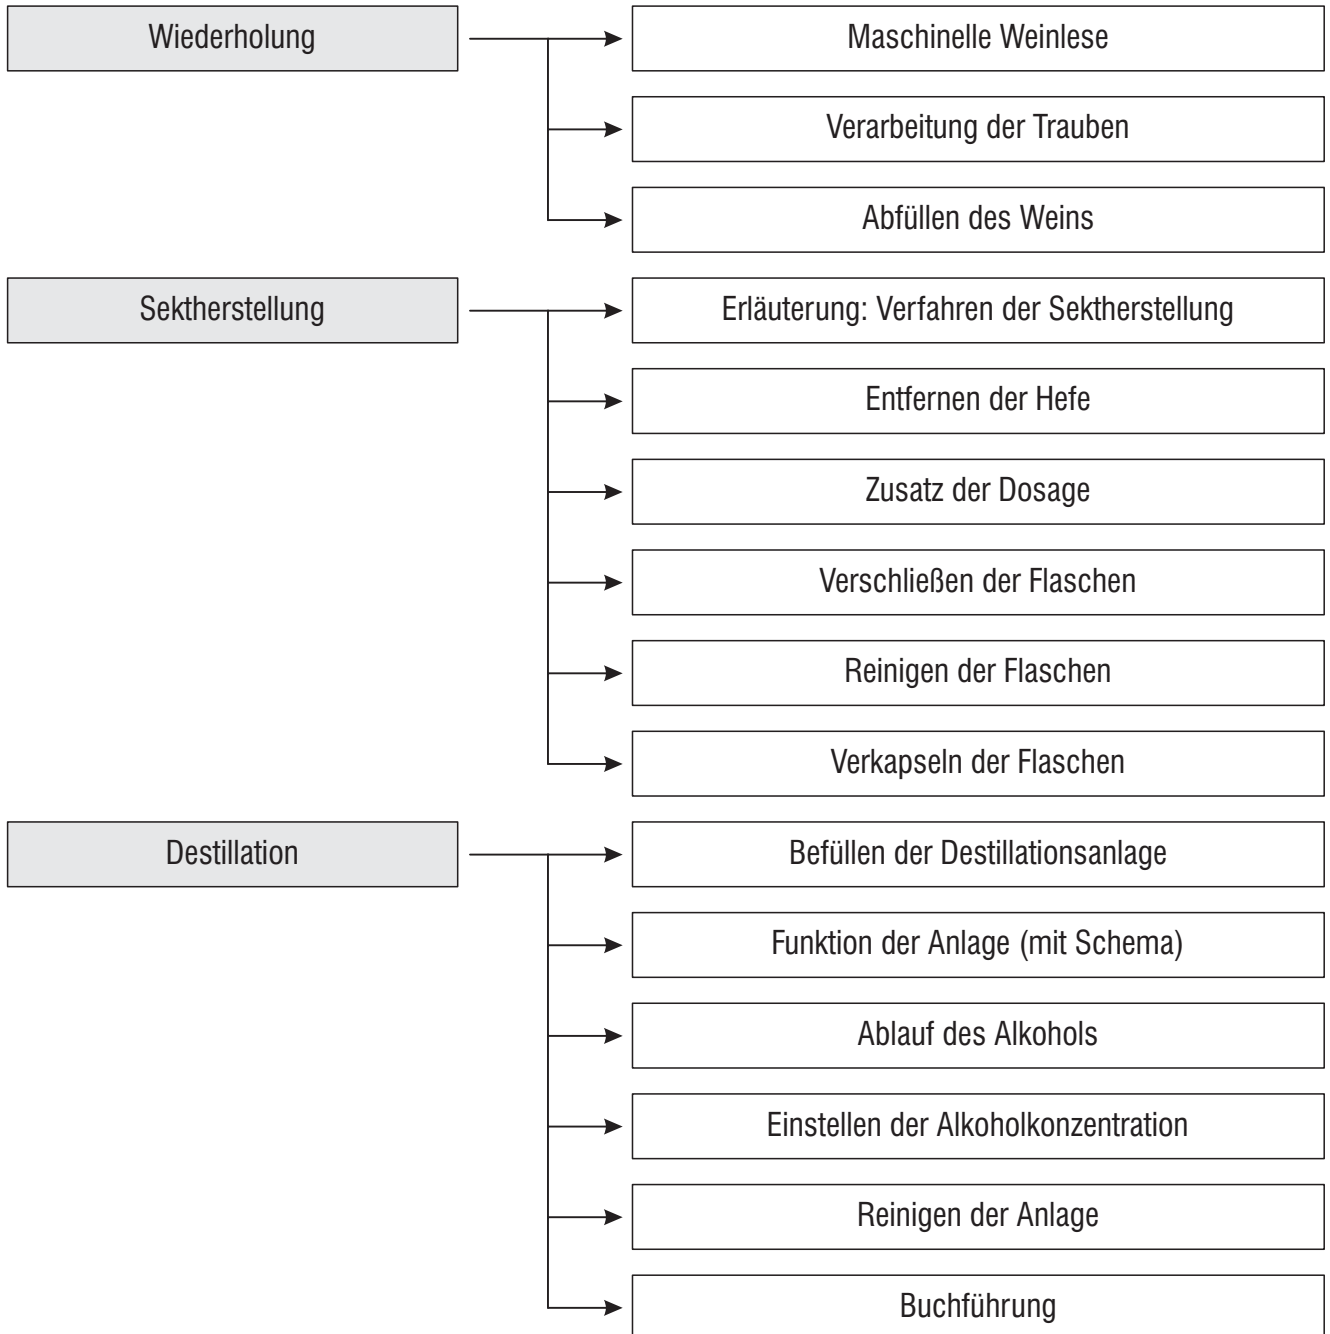 Wiederholung
Maschinelle Weinlese
Verarbeitung der Trauben
Abfüllen des Weins
Sektherstellung
Erläuterung: Verfahren der Sektherstellung
Entfernen der Hefe
Zusatz der Dosage
Verschließen der Flaschen
Reinigen der Flaschen
Verkapseln der Flaschen
Destillation
Befüllen der Destillationsanlage
Funktion der Anlage (mit Schema)
Ablauf des Alkohols
Einstellen der Alkoholkonzentration
Reinigen der Anlage
Buchführung